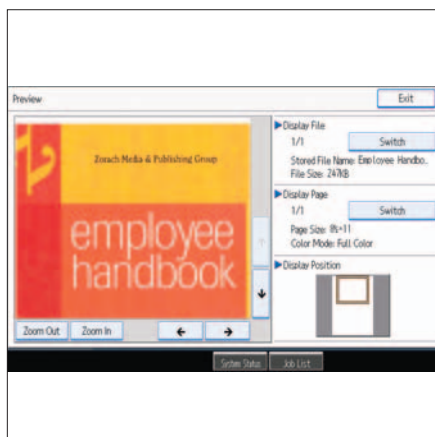 Preview
Exit
Zorach Media & Publishing Group
employee
handbook
Zoom Out
Zoom In
Display File
1/1
Switch
Stored File Name: Employee Handbo..
File Size: 247KB
Display Page
1/1
Switch
Page Size: 8½×11
Color Mode: Full Color
Display Position
System Status
Job List